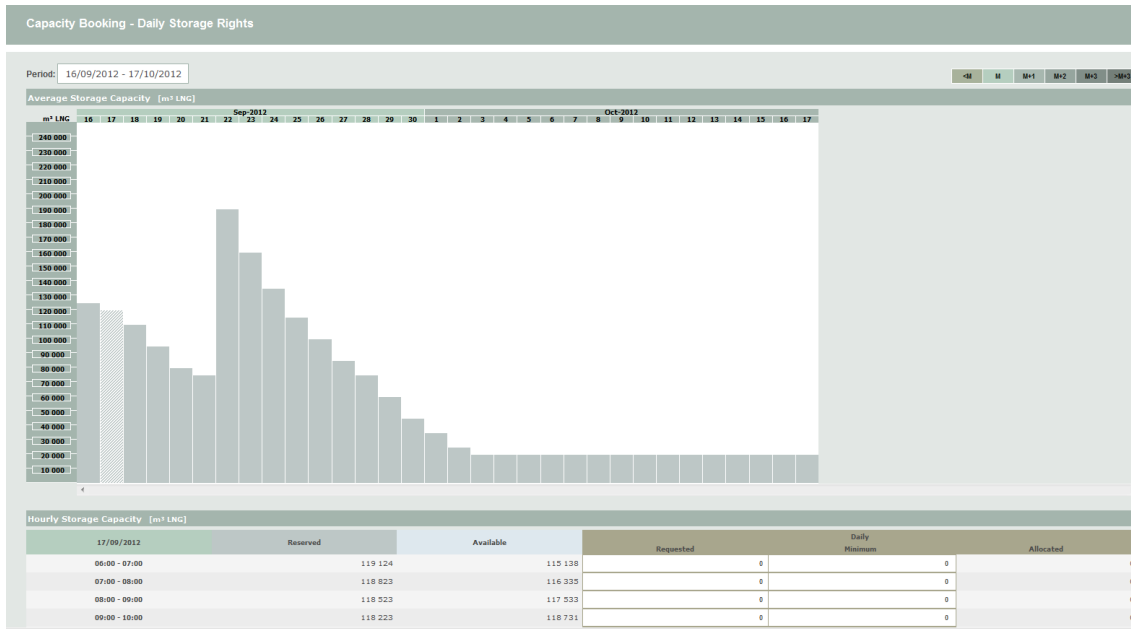 Capacity Booking - Daily Storage Rights
Period: 16/09/2012 - 17/10/2012
<M M M+1 M+2 M+3 >M+3
Average Storage Capacity [m³ LNG]
Sep-2012 Oct-2012
m³ LNG 16 17 18 19 20 21 22 23 24 25 26 27 28 29 30 1 2 3 4 5 6 7 8 9 10 11 12 13 14 15 16 17
240 000
230 000
220 000
210 000
200 000
190 000
180 000
170 000
160 000
150 000
140 000
130 000
120 000
110 000
100 000
90 000
80 000
70 000
60 000
50 000
40 000
30 000
20 000
10 000
Hourly Storage Capacity [m³ LNG]
17/09/2012 Reserved Available Daily
Requested Minimum Allocated
06:00 - 07:00 119 124 115 138 0 0
07:00 - 08:00 118 823 116 335 0 0
08:00 - 09:00 118 523 117 533 0 0
09:00 - 10:00 118 223 118 731 0 0